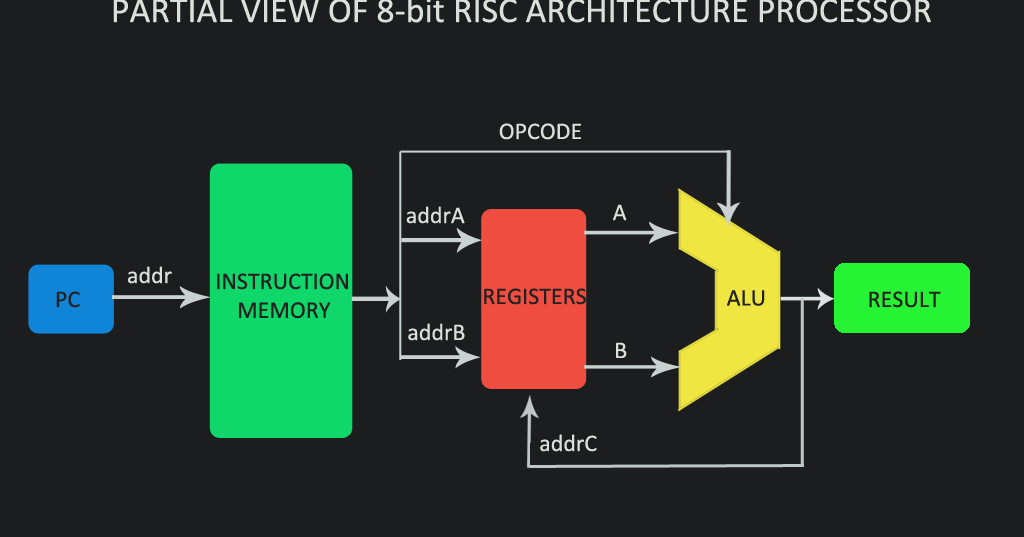 PARTIAL VIEW OF 8-bit RISC ARCHITECTURE PROCESSOR
OPCODE
addrA
A
addr
INSTRUCTION
MEMORY
PC
REGISTERS
ALU
RESULT
addrB
B
addrC